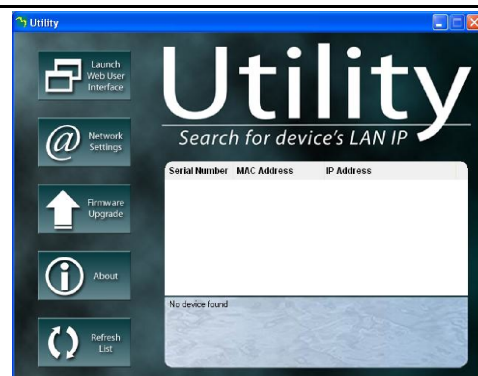 Utility
Launch
Web User
Interface
Network
Settings
Firmware
Upgrade
About
Refresh
List
Utility
Search for device's LAN IP
Serial Number MAC Address IP Address
No device found